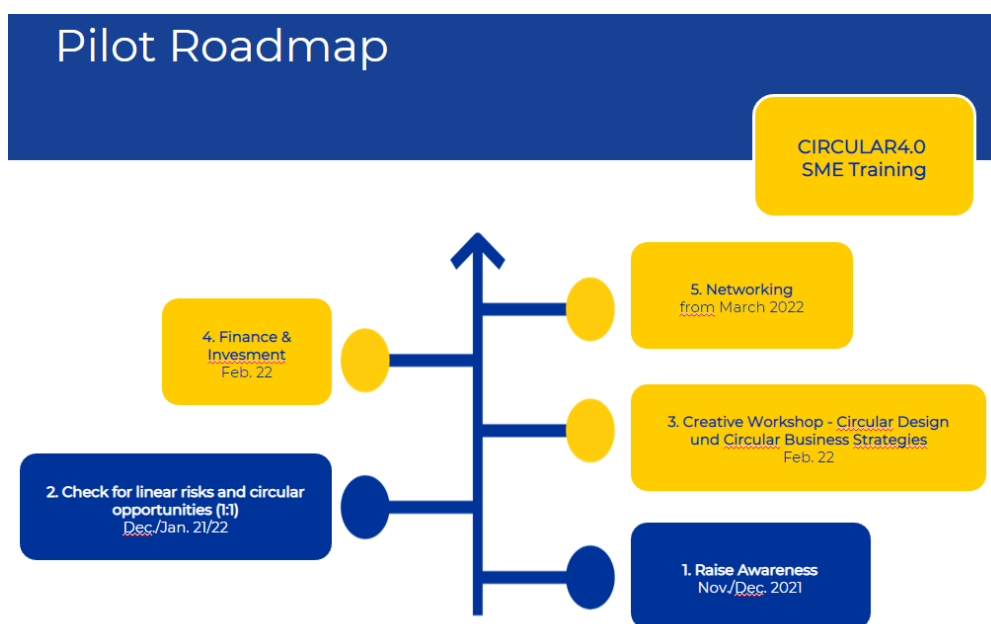 Pilot Roadmap
CIRCULAR4.0
SME Training
5. Networking
from March 2022
4. Finance &
Invesment
Feb. 22
3. Creative Workshop - Circular Design
und Circular Business Strategies
Feb. 22
2. Check for linear risks and circular
opportunities (1:1)
Dec./Jan. 21/22
1. Raise Awareness
Nov./Dec. 2021